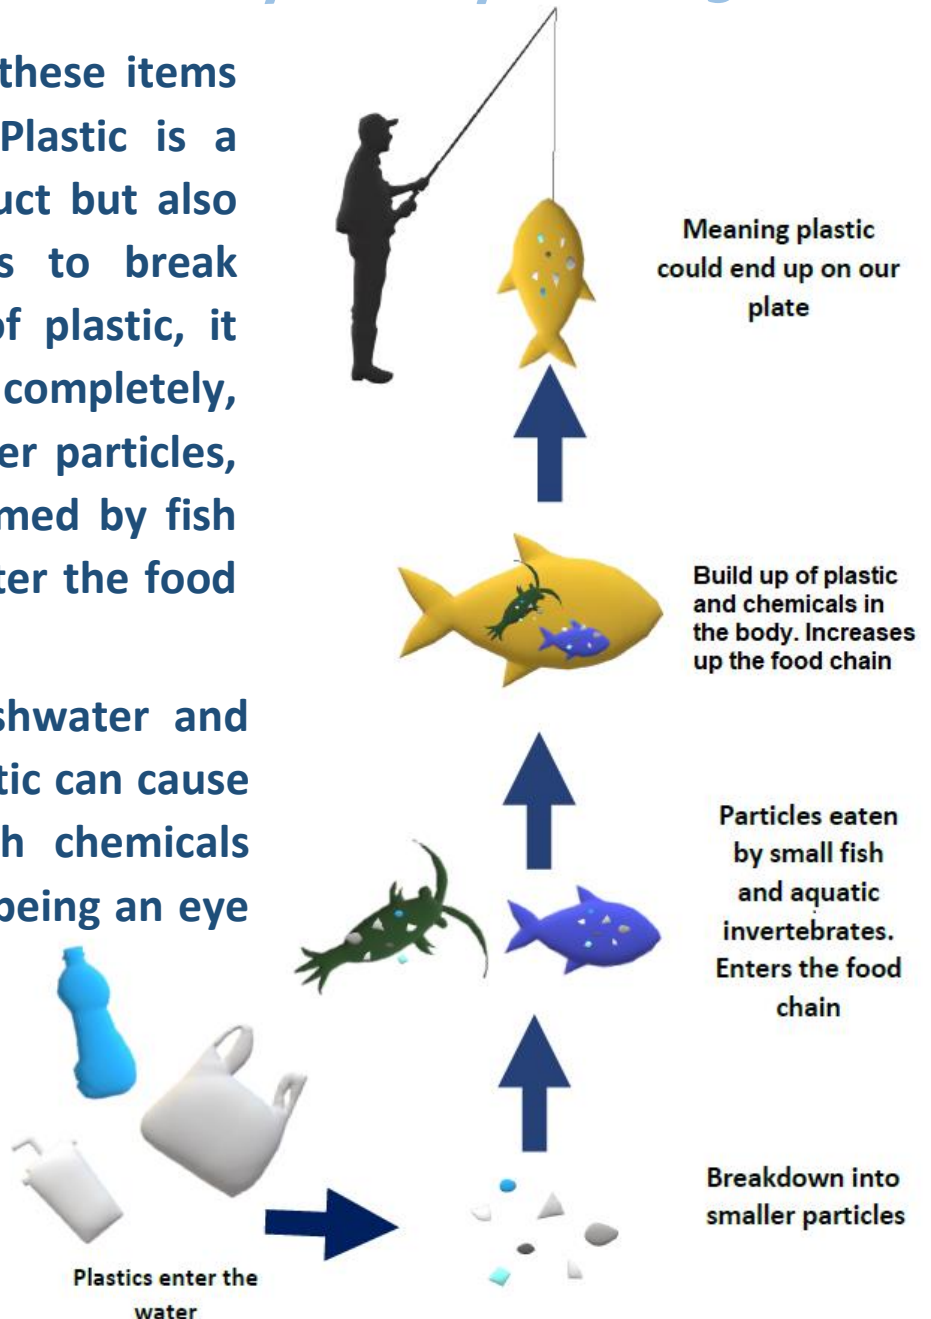 these items
Plastic is a
uct but also
s to break
of plastic, it
completely,
er particles,
med by fish
ter the food
shwater and
tic can cause
h chemicals
being an eye
Meaning plastic
could end up on our
plate
Build up of plastic
and chemicals in
the body. Increases
up the food chain
Particles eaten
by small fish
and aquatic
invertebrates.
Enters the food
chain
Breakdown into
smaller particles
Plastics enter the
water